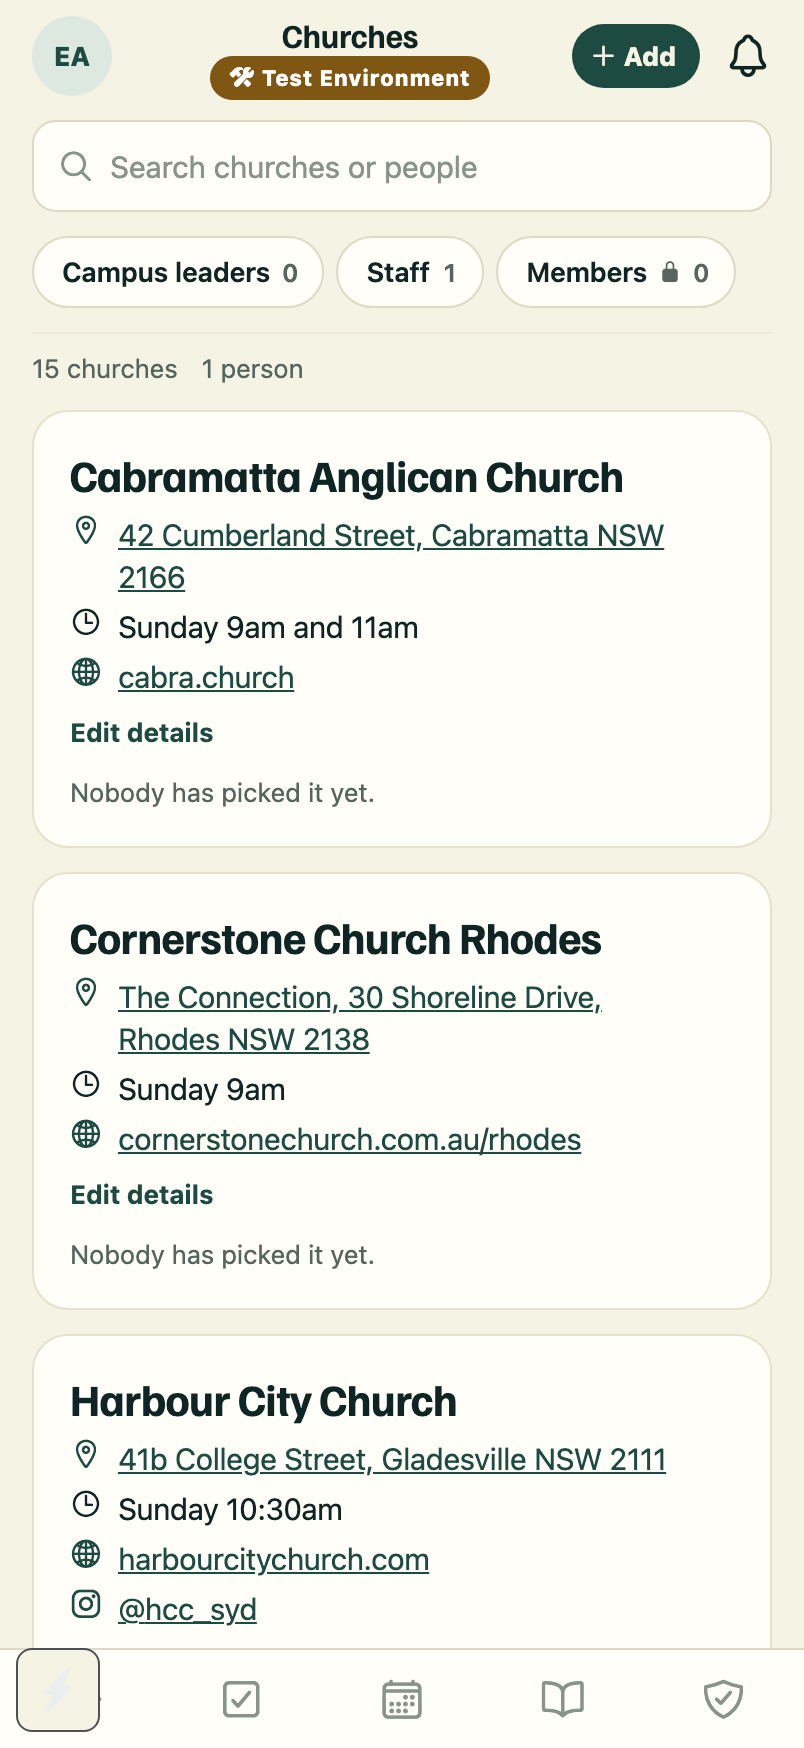 EA
Churches
Test Environment
+ Add
Search churches or people
Campus leaders 0
Staff 1
Members 0
15 churches 1 person
Cabramatta Anglican Church
42 Cumberland Street, Cabramatta NSW
2166
Sunday 9am and 11am
cabra.church
Edit details
Nobody has picked it yet.
Cornerstone Church Rhodes
The Connection, 30 Shoreline Drive,
Rhodes NSW 2138
Sunday 9am
cornerstonechurch.com.au/rhodes
Edit details
Nobody has picked it yet.
Harbour City Church
41b College Street, Gladesville NSW 2111
Sunday 10:30am
harbourcitychurch.com
@hcc_syd